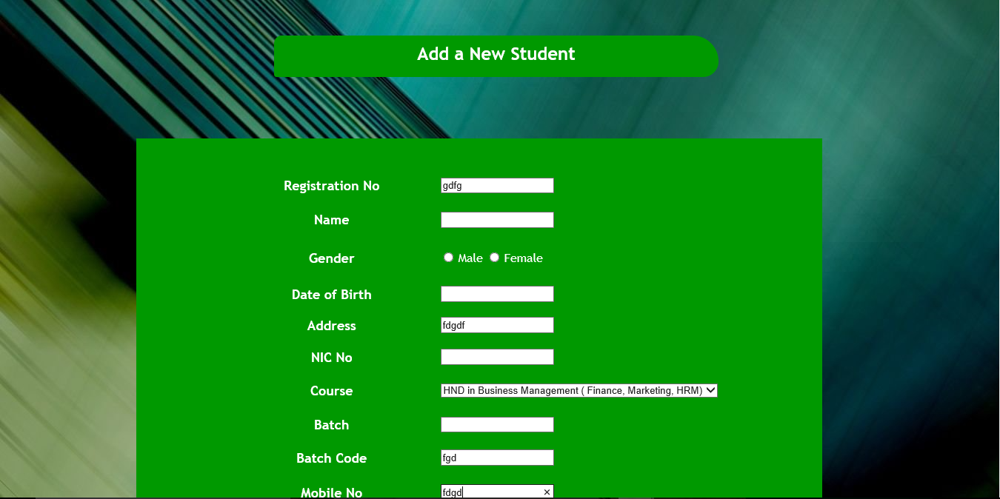 Add a New Student
Registration No gdfg
Name
Gender Male Female
Date of Birth
Address fdgdf
NIC No
Course HND in Business Management ( Finance, Marketing, HRM)
Batch
Batch Code fgd
Mobile No fdgd